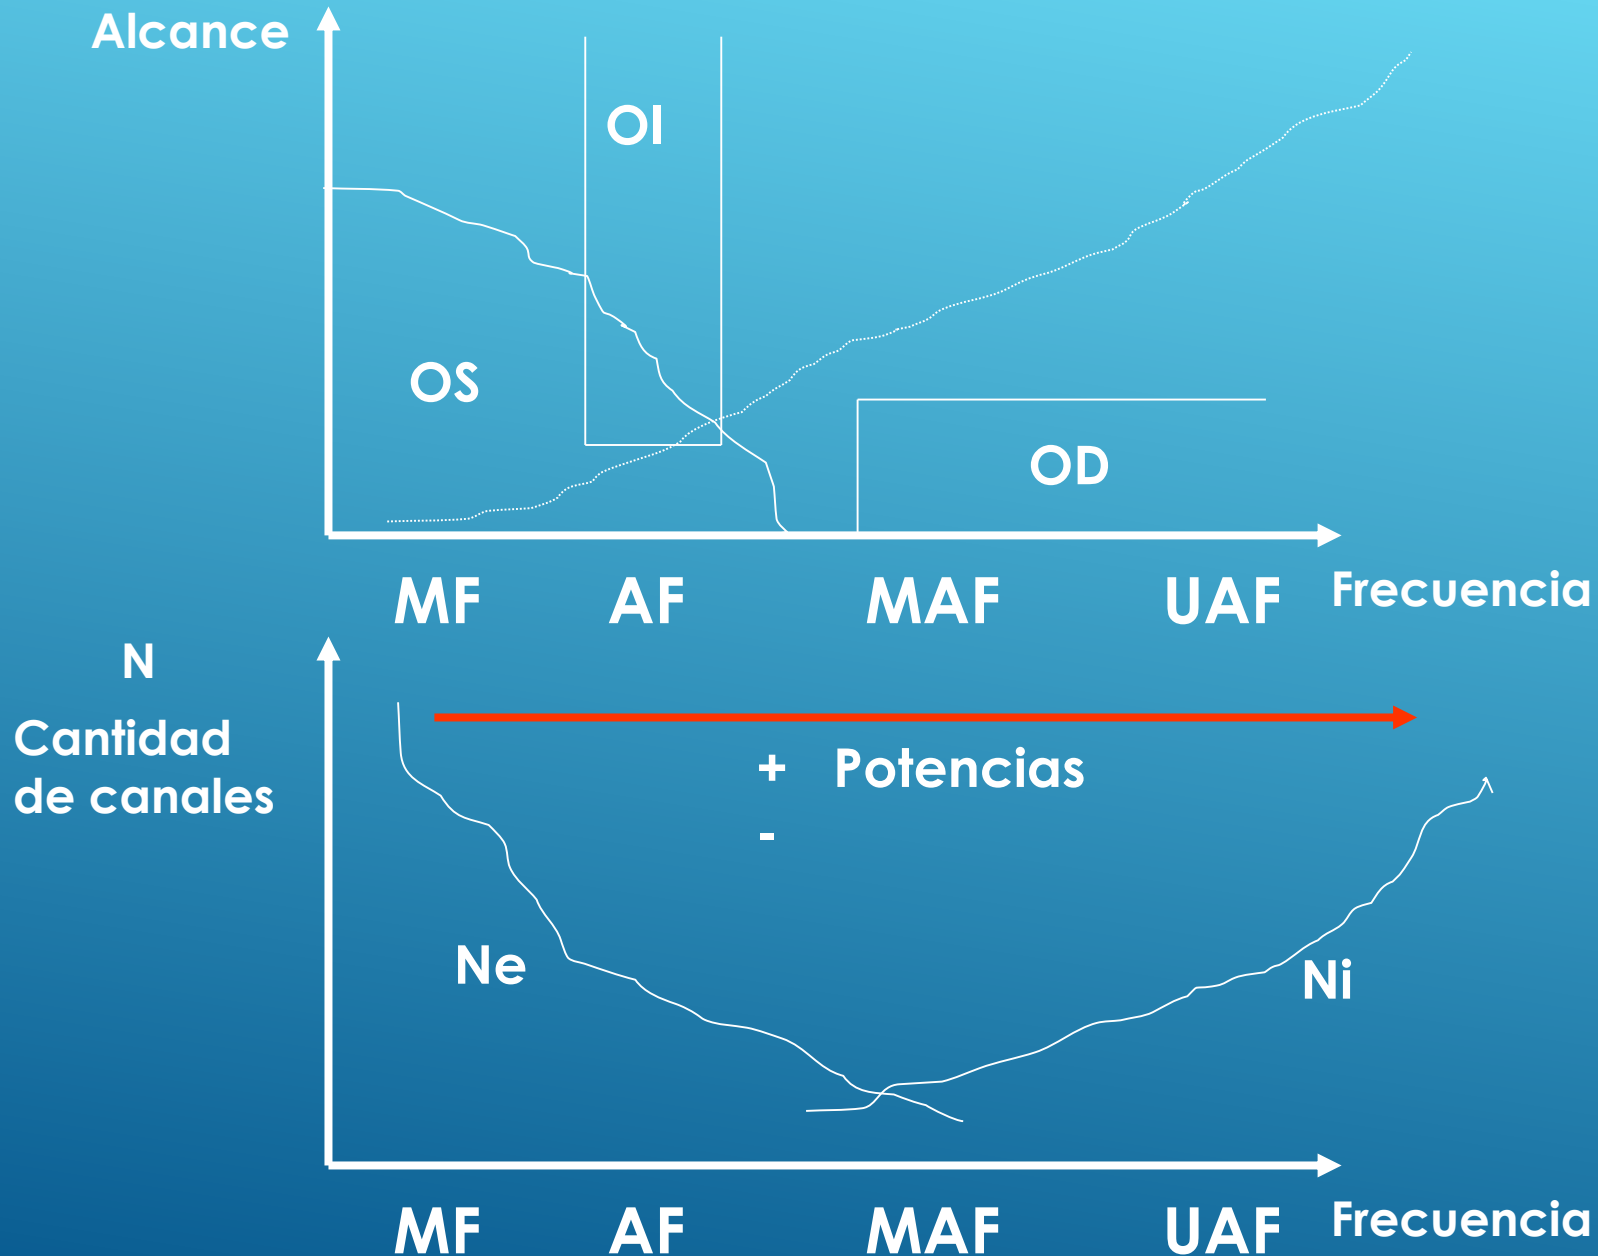 Alcance
OI
OS
OD
MF AF MAF UAF Frecuencia
N
Cantidad
de canales
+ Potencias
-
Ne
Ni
MF AF MAF UAF Frecuencia